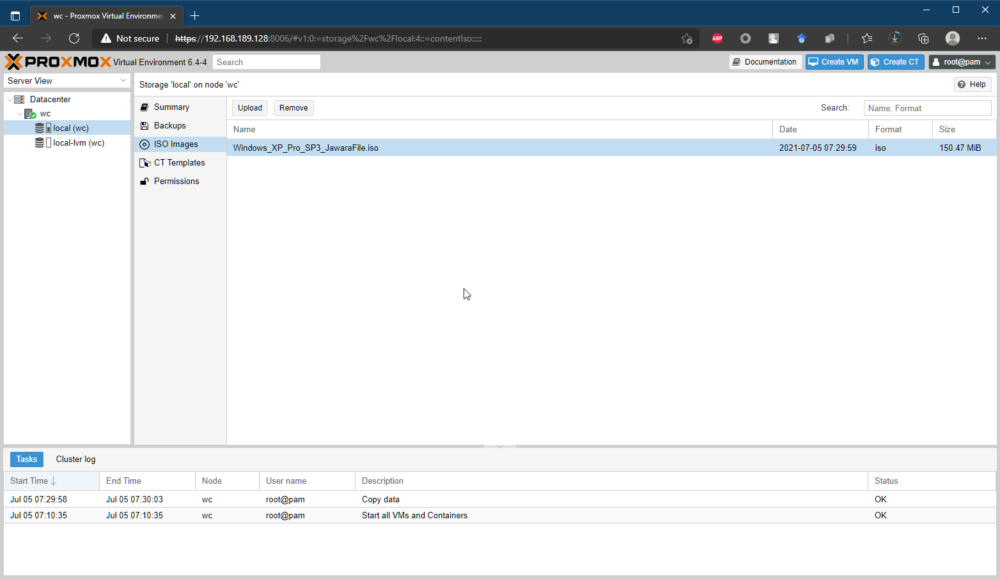 wc - Proxmox Virtual Environmen
Not secure https://192.168.189.128:8006/#v1:0:=storage%2Fwc%2Flocal:4::=contentIso:::::
ABP
PROXMOX Virtual Environment 6.4-4 Search Documentation Create VM Create CT root@pam
Server View
Storage 'local' on node 'wc' Help
Datacenter
wc
local (wc)
local-lvm (wc)
Summary
Backups
ISO Images
CT Templates
Permissions
Upload Remove Search: Name, Format
Name Date Format Size
Windows_XP_Pro_SP3_JawaraFile.iso 2021-07-05 07:29:59 iso 150.47 MiB
Tasks Cluster log
Start Time End Time Node User name Description Status
Jul 05 07:29:58 Jul 05 07:30:03 wc root@pam Copy data OK
Jul 05 07:10:35 Jul 05 07:10:35 wc root@pam Start all VMs and Containers OK